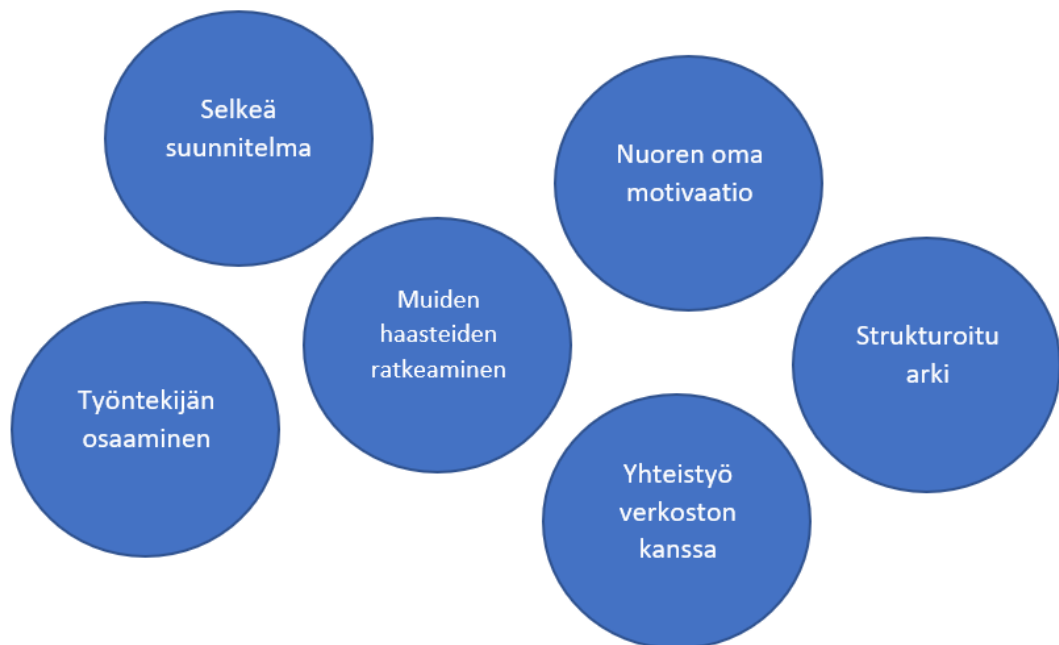 Selkeä
suunnitelma
Nuoren oma
motivaatio
Muiden
haasteiden
ratkeaminen
Strukturoitu
arki
Työntekijän
osaaminen
Yhteistyö
verkoston
kanssa